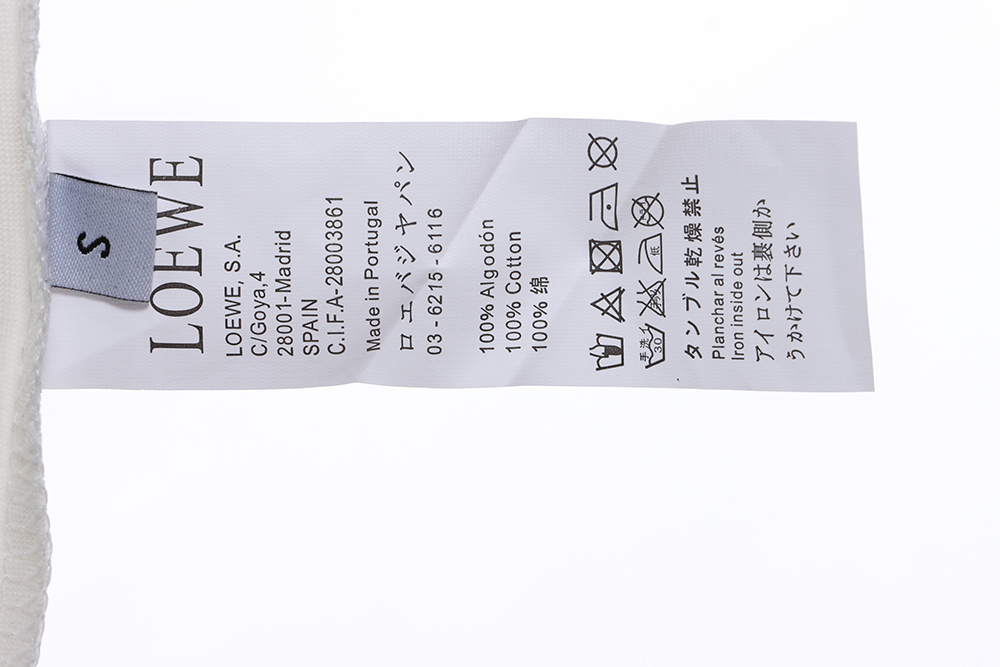 S
LOEWE
LOEWE, S.A.
C/Goya,4
28001-Madrid
SPAIN
C.I.F.A-28003861
Made in Portugal
ロエバジヤパン
03-6215-6116
100% Algodón
100% Cotton
100% 绵
手洗
30
低
タンブル乾燥禁止
Planchar al revés
Iron inside out
アイロンは裏側か
うかけて下さい